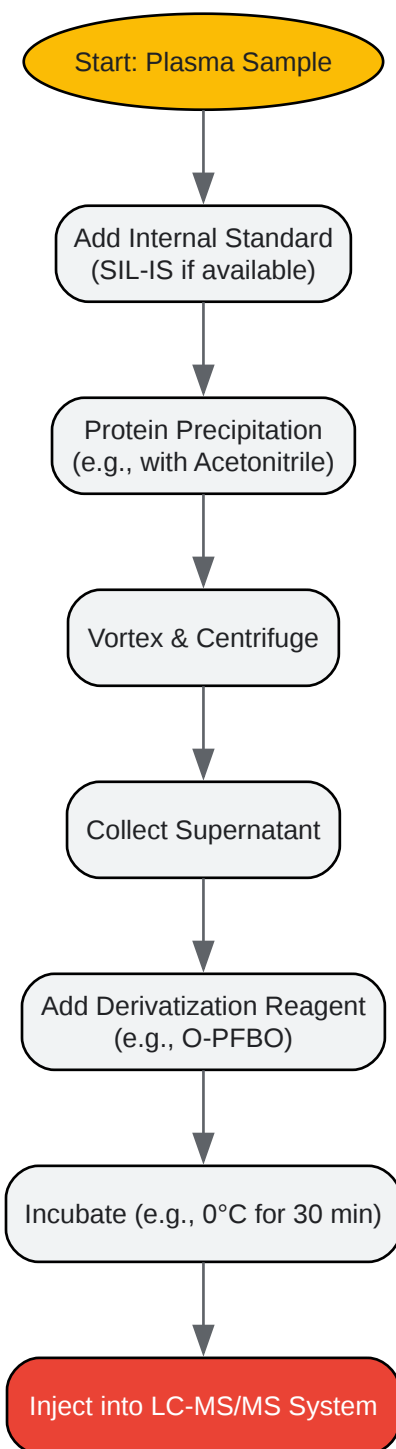 Start: Plasma Sample
Add Internal Standard
(SIL-IS if available)
Protein Precipitation
(e.g., with Acetonitrile)
Vortex & Centrifuge
Collect Supernatant
Add Derivatization Reagent
(e.g., O-PFBO)
Incubate (e.g., 0°C for 30 min)
Inject into LC-MS/MS System